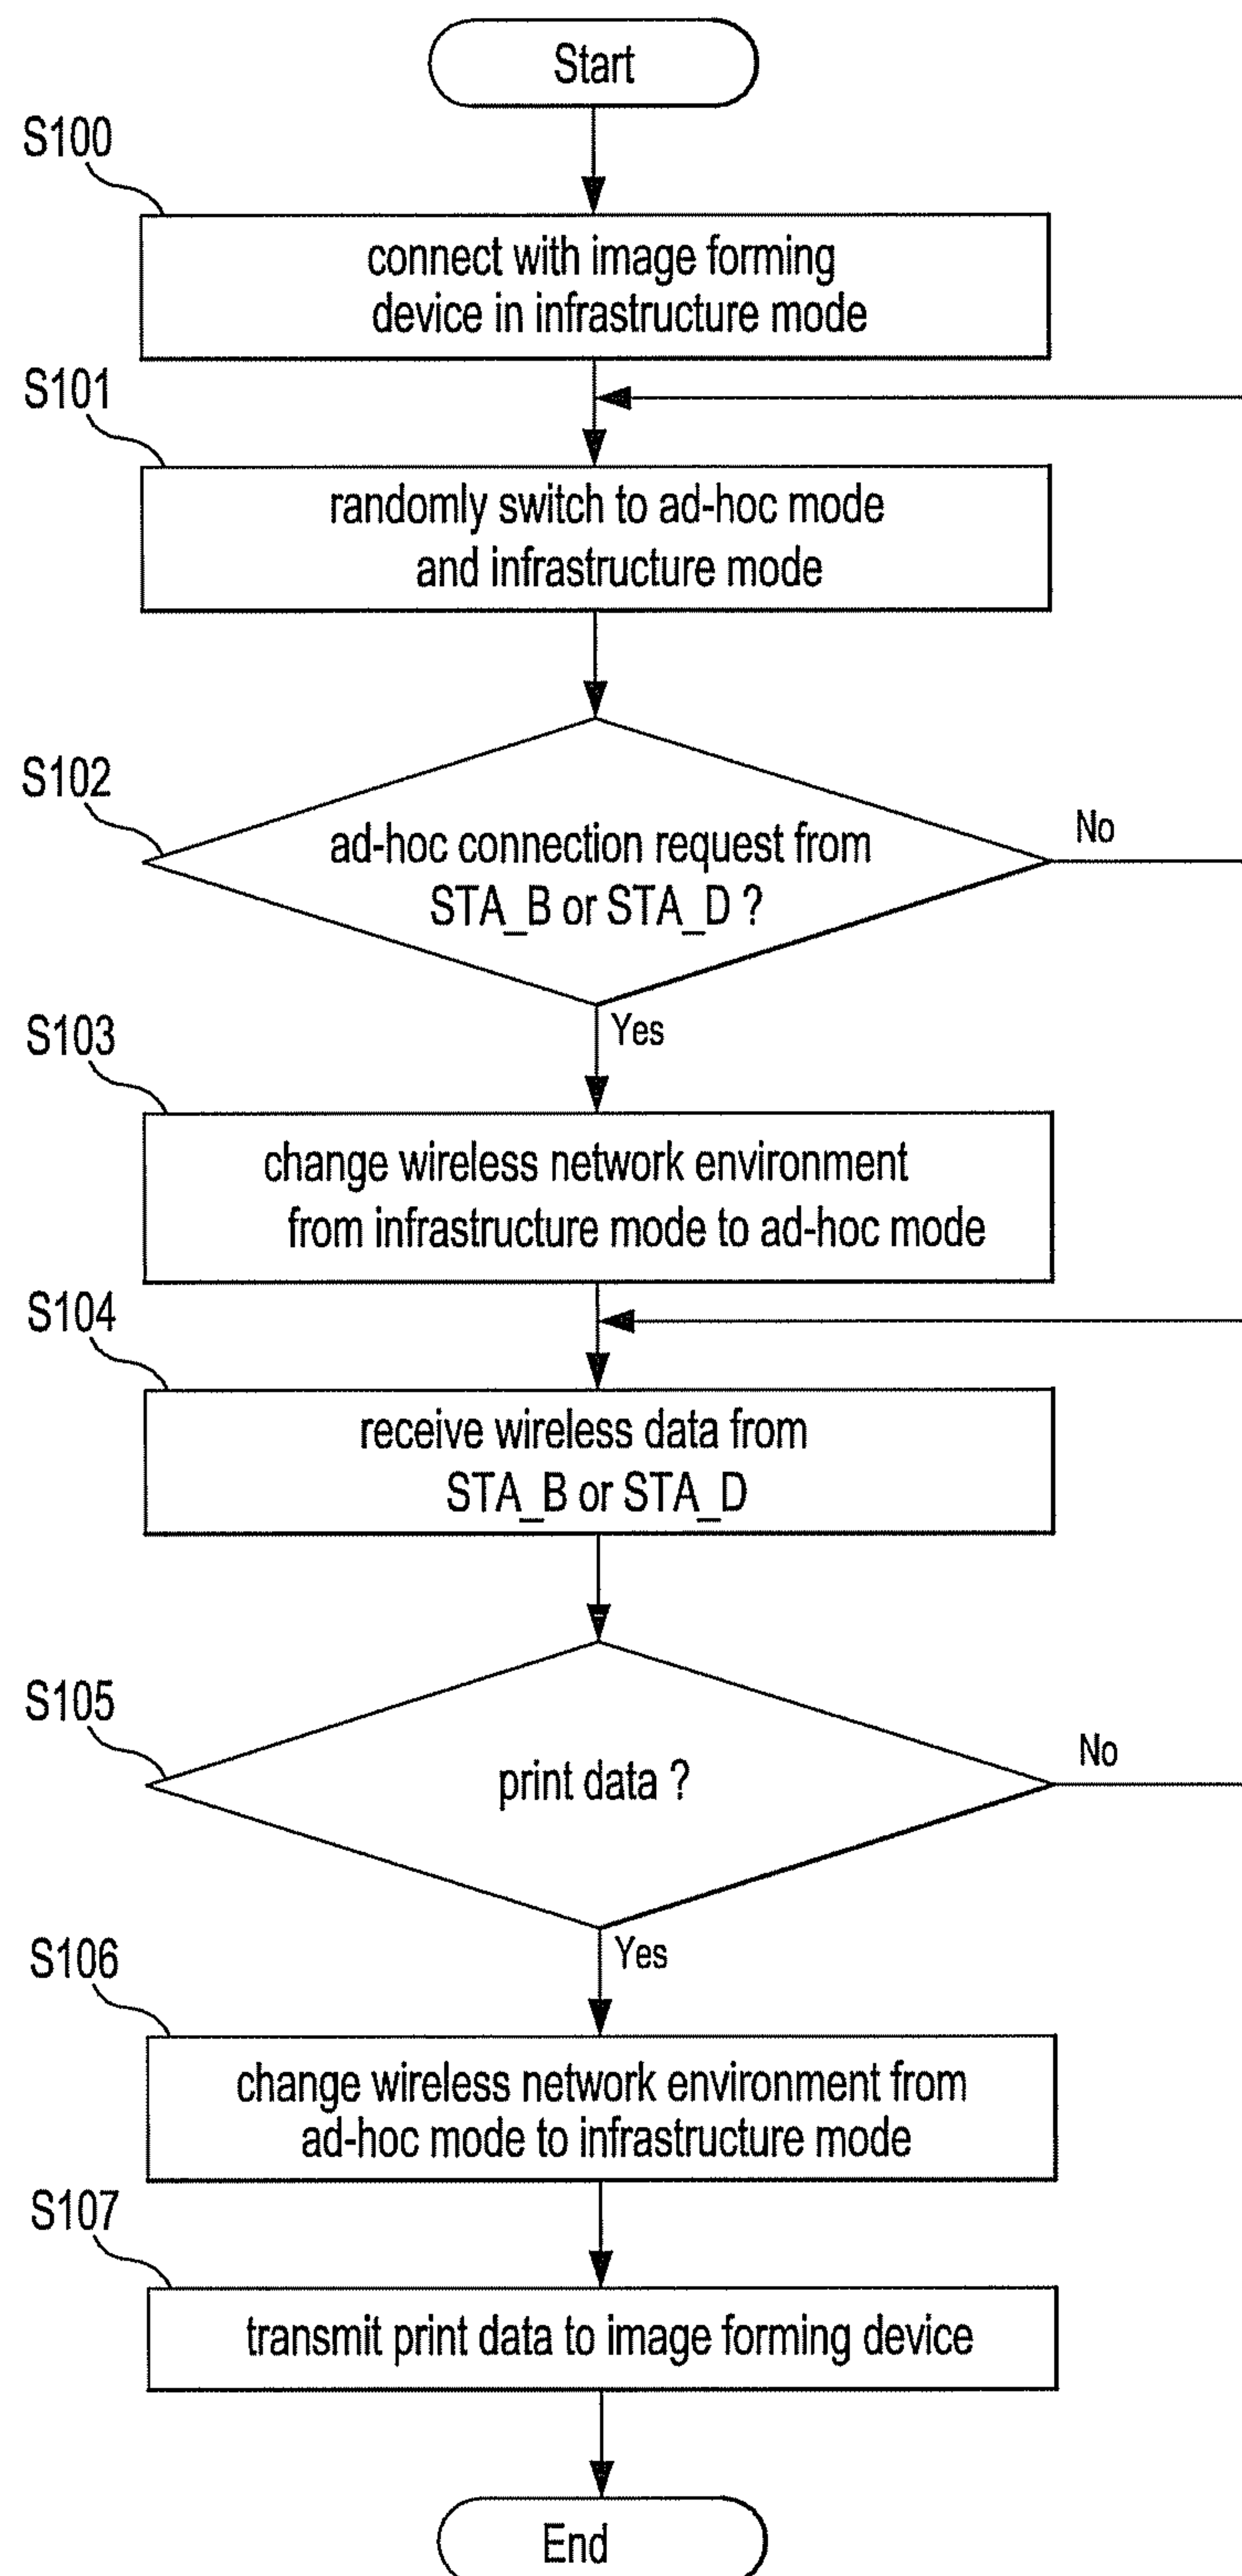 Start
S100
connect with image forming
device in infrastructure mode
S101
randomly switch to ad-hoc mode
and infrastructure mode
S102
ad-hoc connection request from
STA_B or STA_D ?
No
Yes
S103
change wireless network environment
from infrastructure mode to ad-hoc mode
S104
receive wireless data from
STA_B or STA_D
S105
print data ?
No
Yes
S106
change wireless network environment from
ad-hoc mode to infrastructure mode
S107
transmit print data to image forming device
End